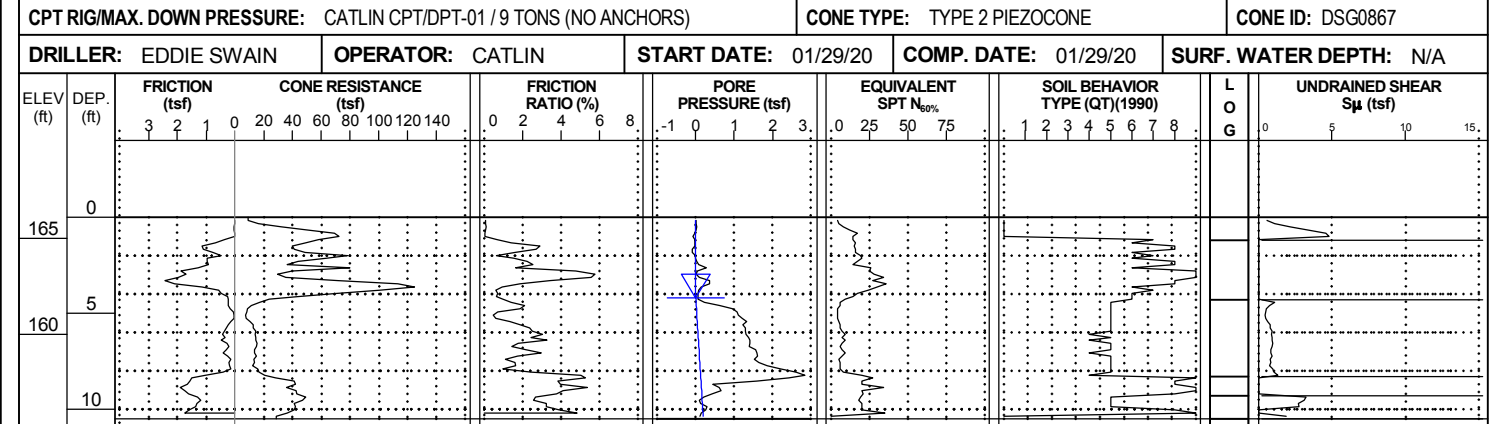 CPT RIG/MAX. DOWN PRESSURE: CATLIN CPT/DPT-01 / 9 TONS (NO ANCHORS) CONE TYPE: TYPE 2 PIEZOCONE CONE ID: DSG0867
DRILLER: EDDIE SWAIN OPERATOR: CATLIN START DATE: 01/29/20 COMP. DATE: 01/29/20 SURF. WATER DEPTH: N/A
ELEV (ft)
DEP. (ft)
FRICTION (tsf)
3 2 1 0
CONE RESISTANCE (tsf)
20 40 60 80 100 120 140
FRICTION RATIO (%)
0 2 4 6 8
PORE PRESSURE (tsf)
-1 0 1 2 3
EQUIVALENT SPT N60%
0 25 50 75
SOIL BEHAVIOR TYPE (QT)(1990)
1 2 3 4 5 6 7 8
LOG
UNDRAINED SHEAR Sμ (tsf)
0 5 10 15
0
165
5
160
10